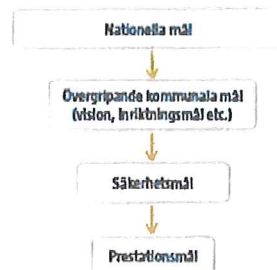 Nationella mål
Övergripande kommunala mål
(vision, inriktningsmål etc.)
Säkerhetsmål
Prestationsmål